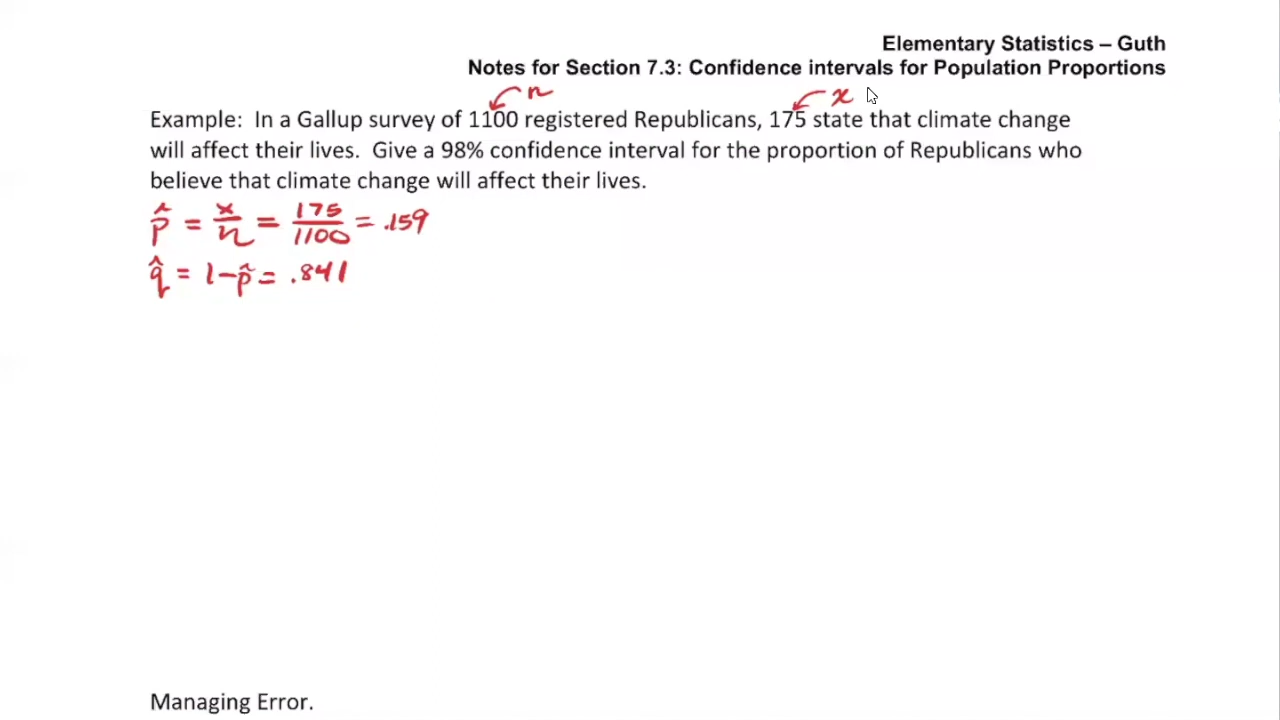 Elementary Statistics – Guth
Notes for Section 7.3: Confidence intervals for Population Proportions
n x
Example: In a Gallup survey of 1100 registered Republicans, 175 state that climate change
will affect their lives. Give a 98% confidence interval for the proportion of Republicans who
believe that climate change will affect their lives.
p̂ = x/n = 175/1100 = .159
q̂ = 1-p̂ = .841
Managing Error.